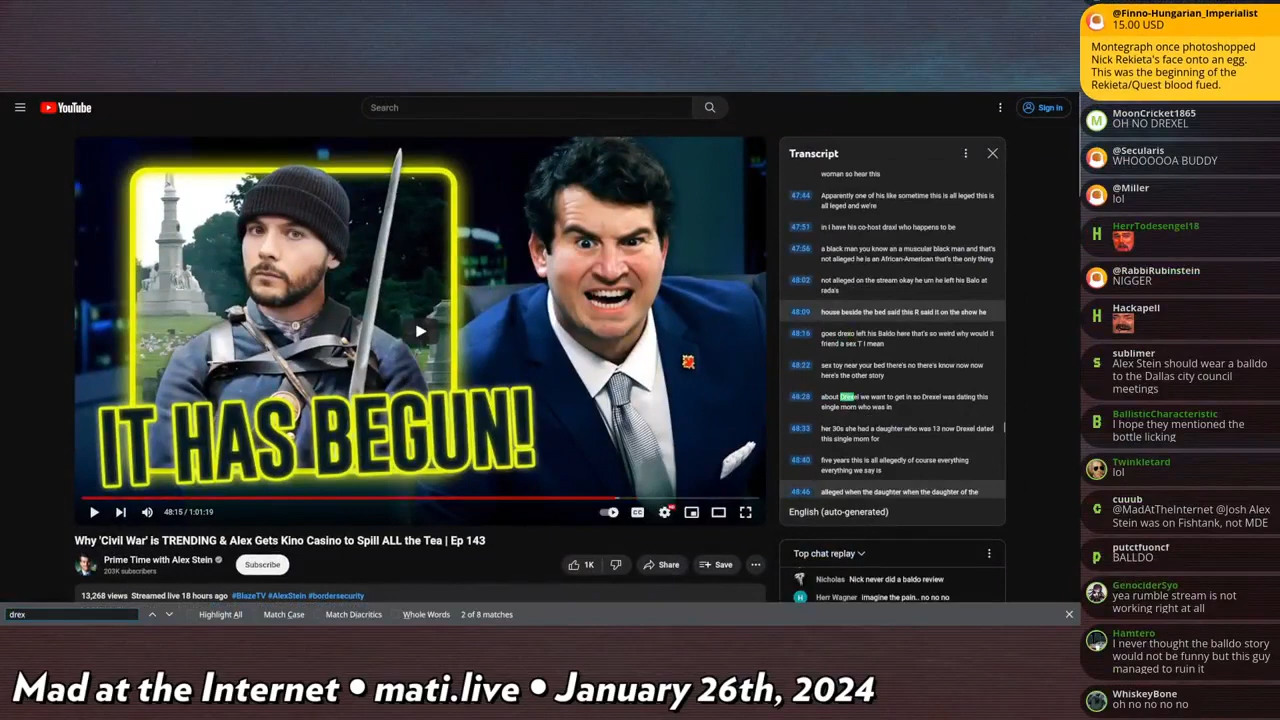 YouTube
Search
Sign in
IT HAS BEGUN!
48:15 / 1:01:19
CC
Transcript
woman so hear this
47:44
Apparently one of his like sometime this is all leged this is
all leged and we're
47:51
in I have his co-host draxl who happens to be
47:56
a black man you know an a muscular black man and that's
not alleged he is an African-American that's the only thing
48:02
not alleged on the stream okay he um he left his Balo at
reda's
48:09
house beside the bed said this R said it on the show he
48:16
goes drexo left his Baldo here that's so weird why would it
friend a sex T I mean
48:22
sex toy near your bed there's no there's know now now
here's the other story
48:28
about Drexel we want to get in so Drexel was dating this
single mom who was in
48:33
her 30s she had a daughter who was 13 now Drexel dated
this single mom for
48:40
five years this is all allegedly of course everything
everything we say is
48:46
alleged when the daughter when the daughter of the
English (auto-generated)
Why 'Civil War' is TRENDING & Alex Gets Kino Casino to Spill ALL the Tea | Ep 143
Prime Time with Alex Stein
203K subscribers
Subscribe
1K
Share
Save
13,268 views Streamed live 18 hours ago #BlazeTV #AlexStein #bordersecurity
Top chat replay
Nicholas Nick never did a baldo review
Herr Wagner imagine the pain.. no no no
drex
Highlight All
Match Case
Match Diacritics
Whole Words
2 of 8 matches
Mad at the Internet • mati.live • January 26th, 2024
@Finno-Hungarian_Imperialist
15.00 USD
Montegraph once photoshopped
Nick Rekieta's face onto an egg.
This was the beginning of the
Rekieta/Quest blood fued.
M
MoonCricket1865
OH NO DREXEL
@Secularis
WHOOOOOA BUDDY
@Miller
lol
H
HerrTodesengel18
@RabbiRubinstein
NIGGER
H
Hackapell
S
sublimer
Alex Stein should wear a balldo
to the Dallas city council
meetings
B
BallisticCharacteristic
I hope they mentioned the
bottle licking
Twinkletard
lol
C
cuuub
@MadAtTheInternet @Josh Alex
Stein was on Fishtank, not MDE
p
putctfuoncf
BALLDO
GenociderSyo
yea rumble stream is not
working right at all
Hamtero
I never thought the balldo story
would not be funny but this guy
managed to ruin it
WhiskeyBone
oh no no no no